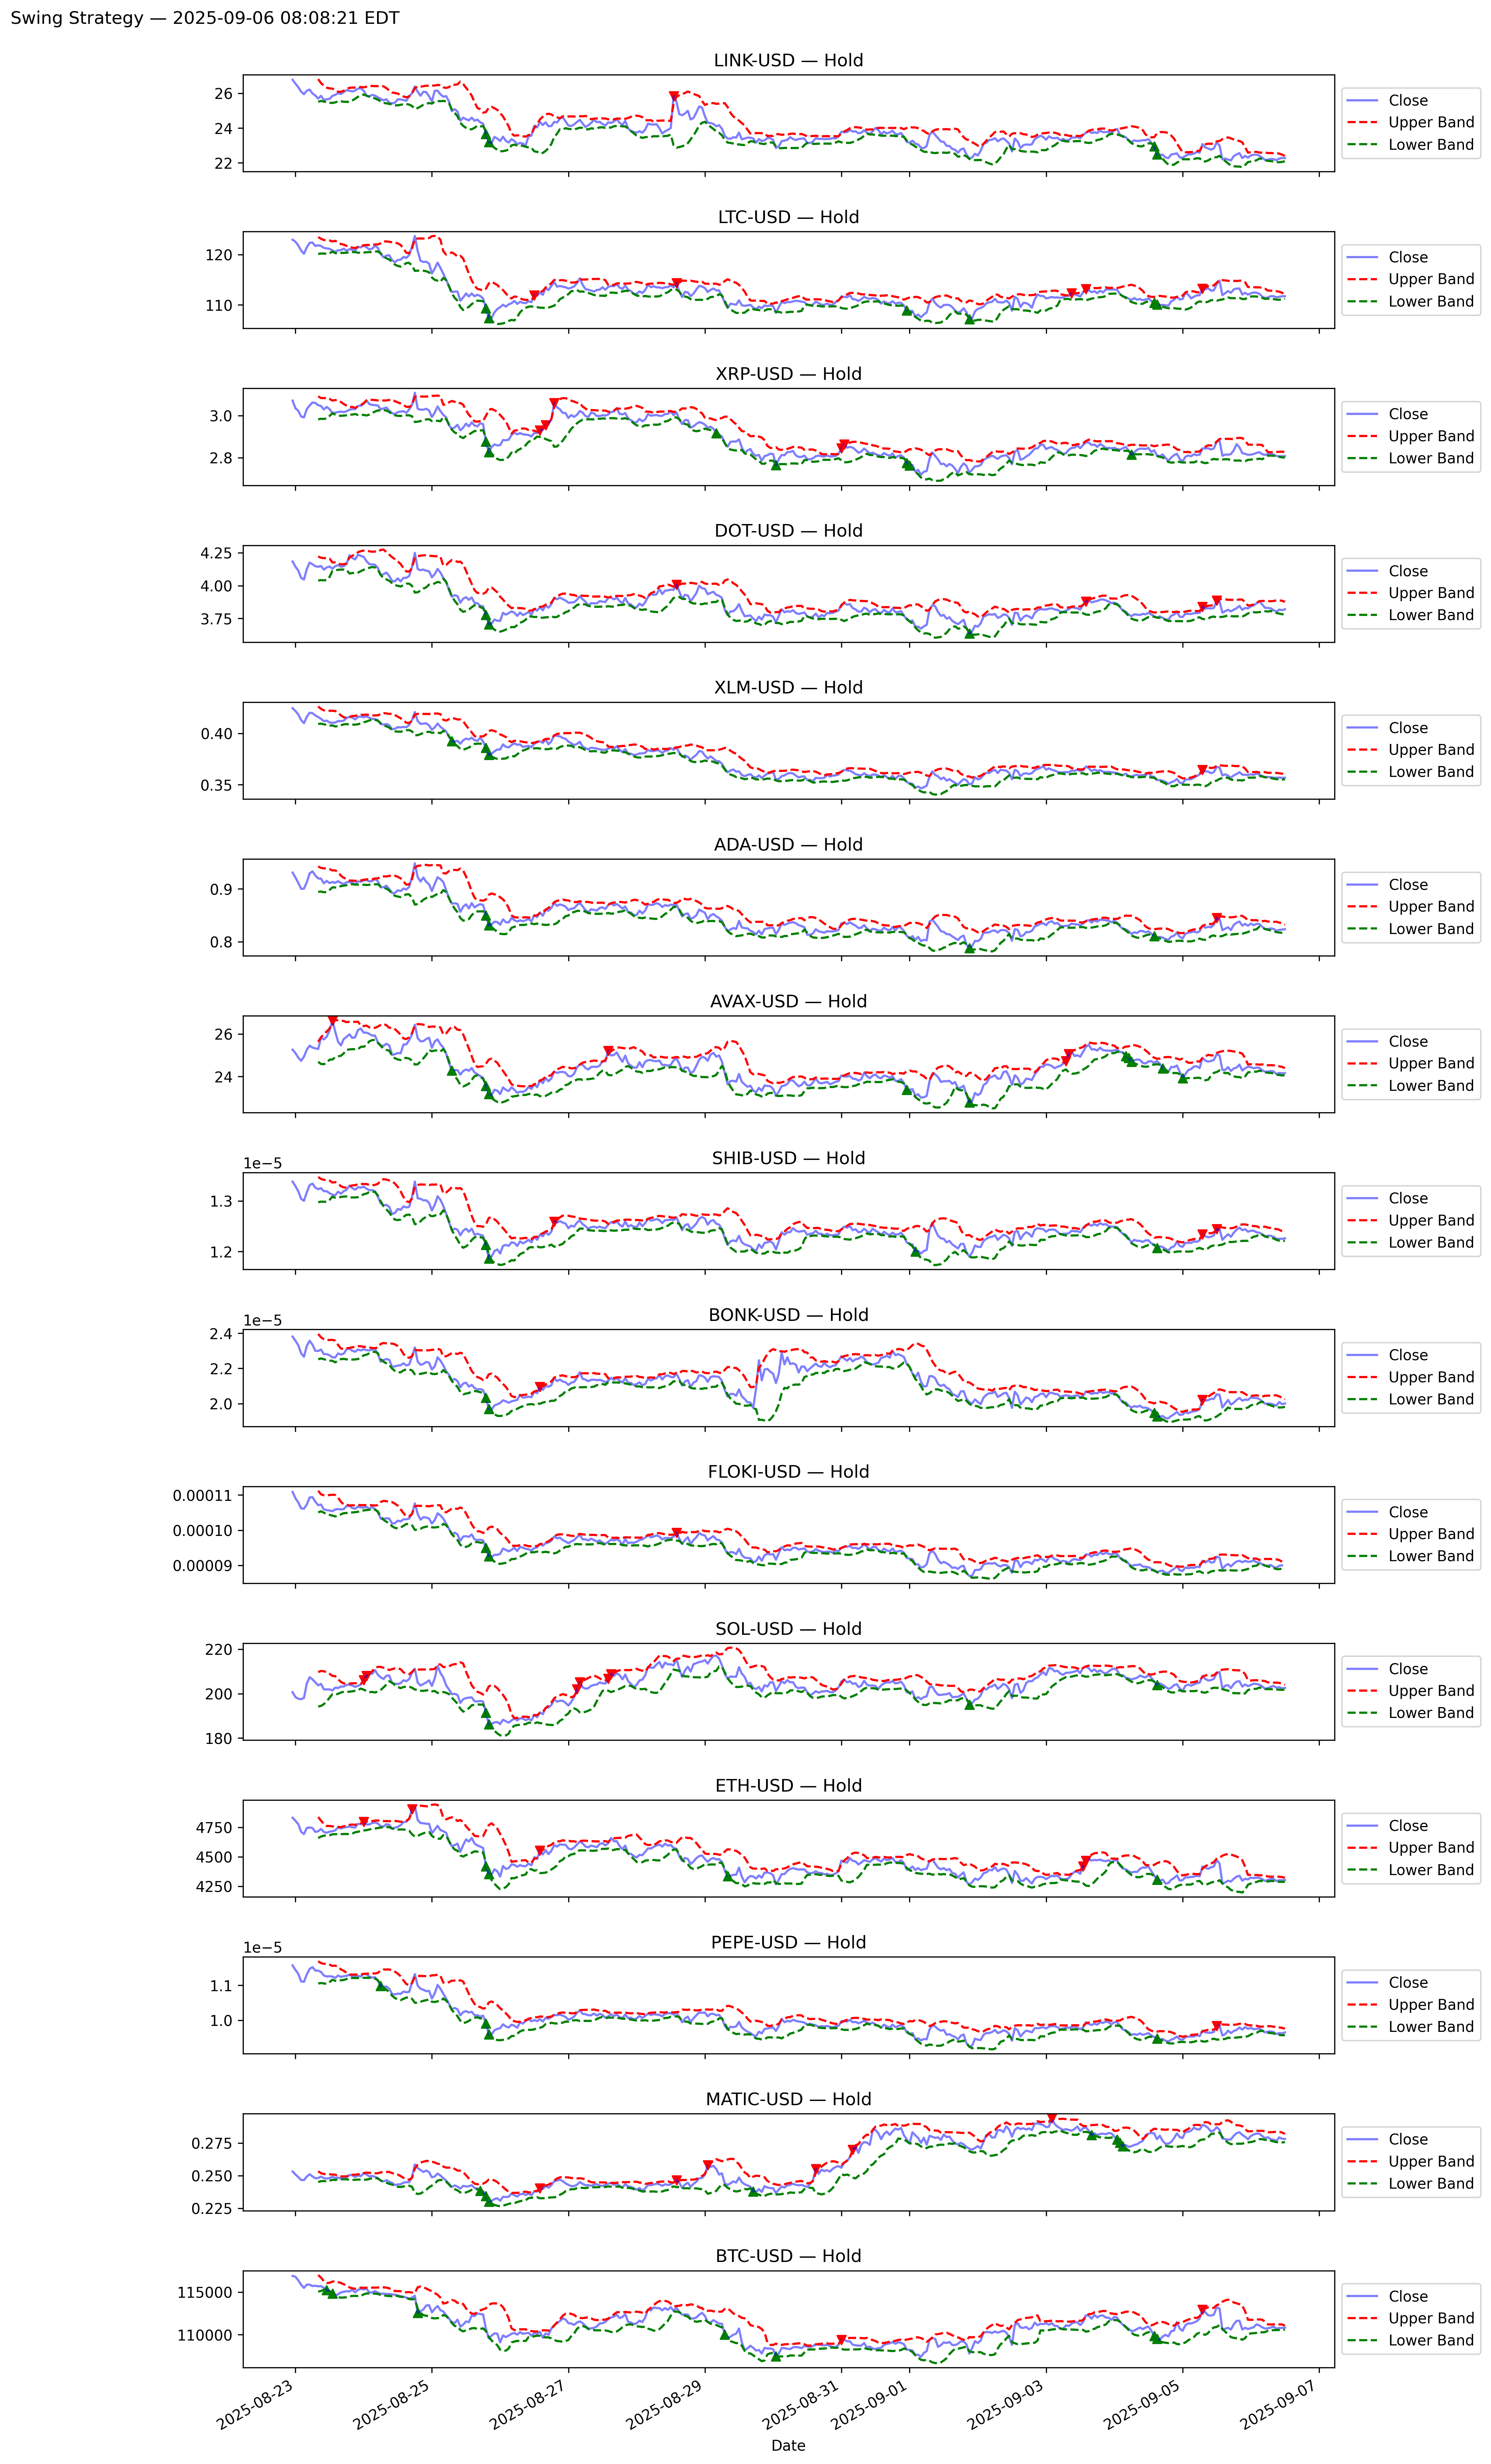 Swing Strategy — 2025-09-06 08:08:21 EDT
LINK-USD — Hold
26
24
22
Close
Upper Band
Lower Band
LTC-USD — Hold
120
110
Close
Upper Band
Lower Band
XRP-USD — Hold
3.0
2.8
Close
Upper Band
Lower Band
DOT-USD — Hold
4.25
4.00
3.75
Close
Upper Band
Lower Band
XLM-USD — Hold
0.40
0.35
Close
Upper Band
Lower Band
ADA-USD — Hold
0.9
0.8
Close
Upper Band
Lower Band
AVAX-USD — Hold
26
24
Close
Upper Band
Lower Band
SHIB-USD — Hold
1e−5
1.3
1.2
Close
Upper Band
Lower Band
BONK-USD — Hold
1e−5
2.4
2.2
2.0
Close
Upper Band
Lower Band
FLOKI-USD — Hold
0.00011
0.00010
0.00009
Close
Upper Band
Lower Band
SOL-USD — Hold
220
200
180
Close
Upper Band
Lower Band
ETH-USD — Hold
4750
4500
4250
Close
Upper Band
Lower Band
PEPE-USD — Hold
1e−5
1.1
1.0
Close
Upper Band
Lower Band
MATIC-USD — Hold
0.275
0.250
0.225
Close
Upper Band
Lower Band
BTC-USD — Hold
115000
110000
Close
Upper Band
Lower Band
2025-08-23
2025-08-25
2025-08-27
2025-08-29
2025-08-31
2025-09-01
2025-09-03
2025-09-05
2025-09-07
Date